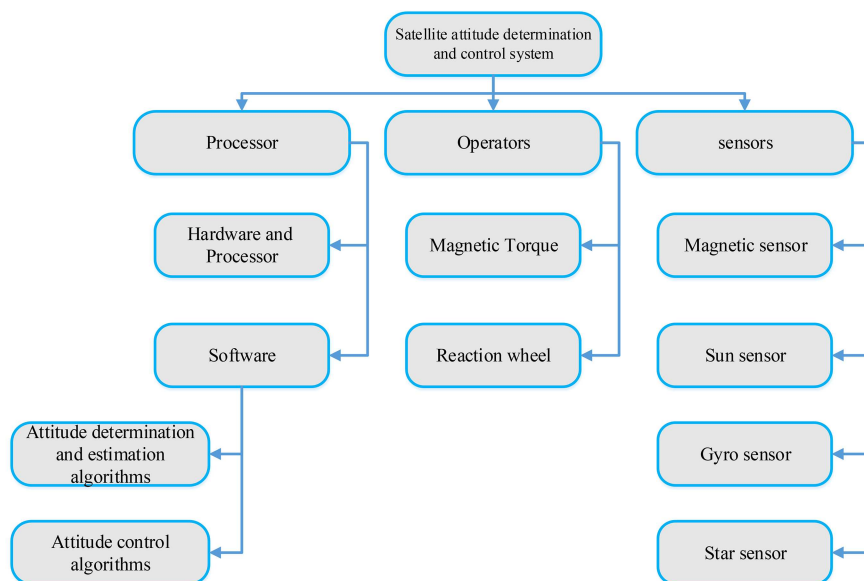 Satellite attitude determination
and control system
Processor
Operators
sensors
Hardware and
Processor
Magnetic Torque
Magnetic sensor
Software
Reaction wheel
Sun sensor
Attitude determination
and estimation
algorithms
Gyro sensor
Attitude control
algorithms
Star sensor